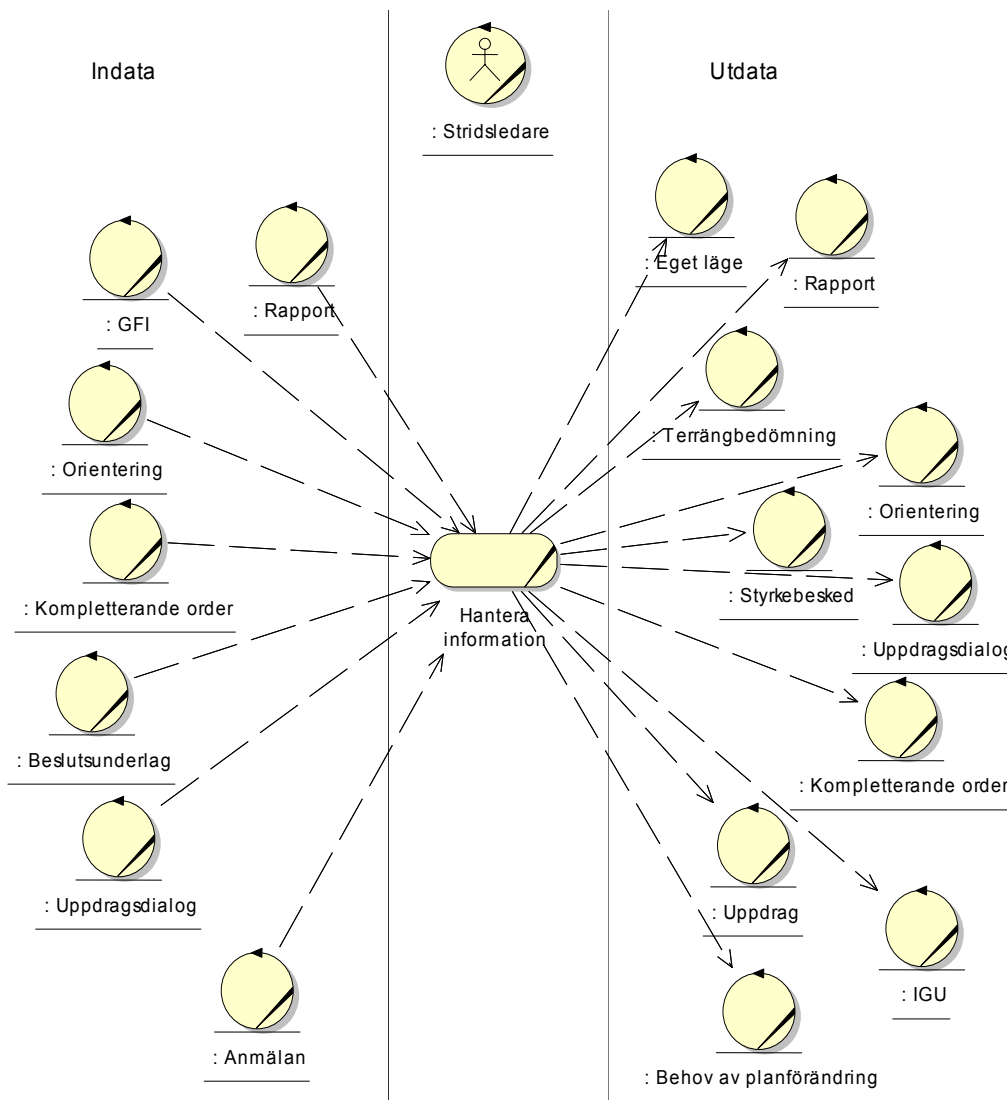 Indata
Utdata
: Stridsledare
: GFI
: Rapport
: Orientering
: Kompletterande order
: Beslutsunderlag
: Uppdragsdialog
: Anmälan
Hantera
information
: Eget läge
: Rapport
: Terrängbedömning
: Orientering
: Styrkebesked
: Uppdragsdialog
: Kompletterande order
: Uppdrag
: IGU
: Behov av planförändring